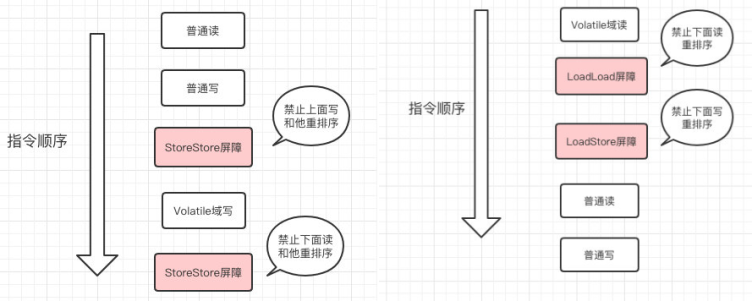 普通读
普通写
禁止上面写
和他重排序
指令顺序
StoreStore屏障
Volatile域写
禁止下面读
和他重排序
StoreStore屏障
Volatile域读
禁止下面读
重排序
LoadLoad屏障
指令顺序
禁止下面写
重排序
LoadStore屏障
普通读
普通写